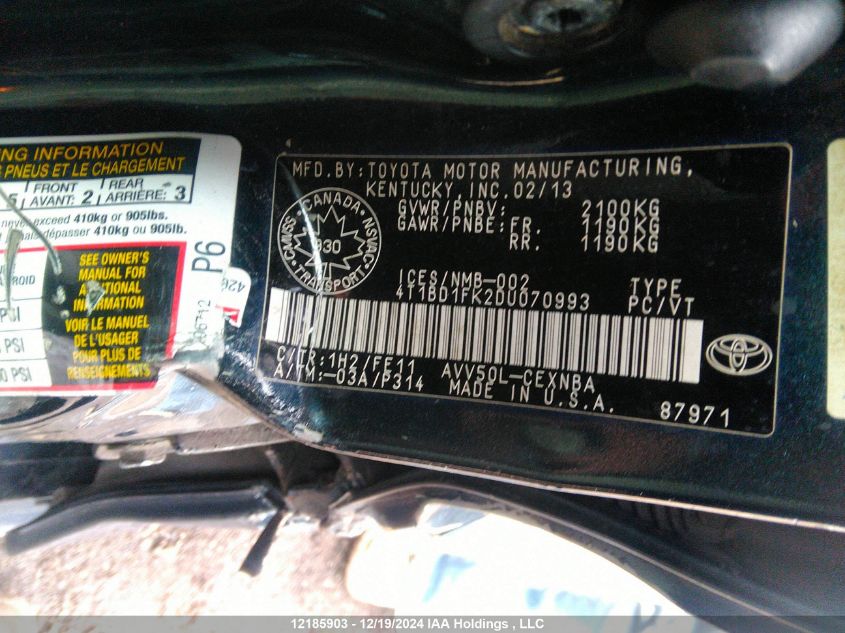 NG INFORMATION
PNEUS ET LE CHARGEMENT
5 FRONT AVANT: 2 REAR ARRIÈRE: 3
never exceed 410kg or 905lbs.
dépasser 410kg ou 905lb.
SEE OWNER'S
MANUAL FOR
INFORMATION
VOIR LE MANUEL
DE L'USAGER
POUR PLUS DE
RENSEIGNEMENTS
PSI
PSI
PSI
P6
MFD.BY:TOYOTA MOTOR MANUFACTURING,
KENTUCKY, INC. 02/13
GVWR/PNBV: 2100KG
GAWR/PNBE: FR. 1190KG
RR. 1190KG
CANADA
CMVSS
NSVAC
930
TRANSPORT
ICES/NMB-002
4T1BD1FK2DU070993
TYPE
PC/VT
C/TR:1H2/FE11
A/TM:-03A/P314
AVV50L-CEXNBA
MADE IN U.S.A.
87971
12185903 - 12/19/2024 IAA Holdings , LLC